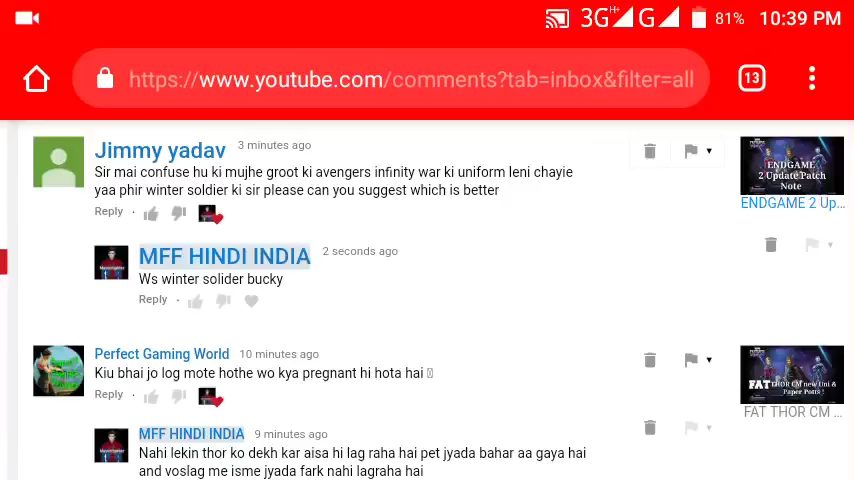 3G H+ G 81% 10:39 PM
https://www.youtube.com/comments?tab=inbox&filter=all
13
Jimmy yadav 3 minutes ago
Sir mai confuse hu ki mujhe groot ki avengers infinity war ki uniform leni chayie
yaa phir winter soldier ki sir please can you suggest which is better
Reply
ENDGAME
2 Update Patch
Note
ENDGAME 2 Up...
MFF HINDI INDIA 2 seconds ago
Ws winter solider bucky
Reply
Perfect Gaming World 10 minutes ago
Kiu bhai jo log mote hothe wo kya pregnant hi hota hai
Reply
FAT THOR CM new Uni &
Paper Potts !
FAT THOR CM ...
MFF HINDI INDIA 9 minutes ago
Nahi lekin thor ko dekh kar aisa hi lag raha hai pet jyada bahar aa gaya hai
and voslag me isme jyada fark nahi lagraha hai